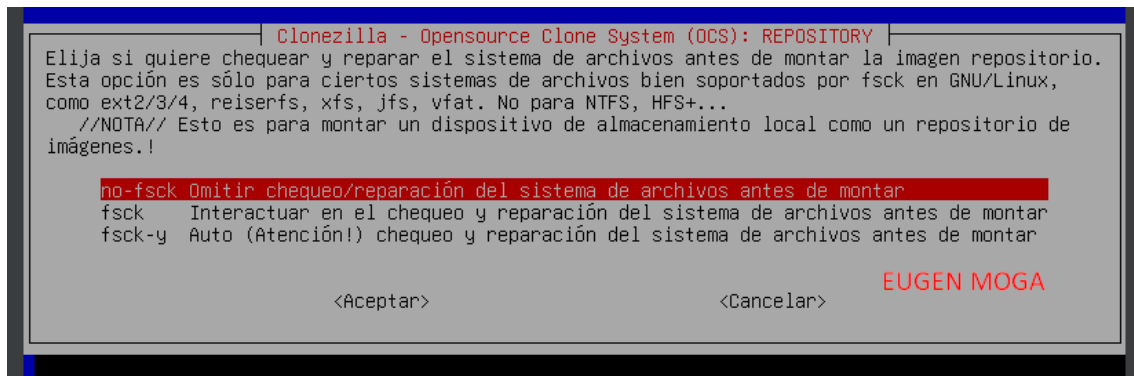 Clonezilla - Opensource Clone System (OCS): REPOSITORY
Elija si quiere chequear y reparar el sistema de archivos antes de montar la imagen repositorio.
Esta opción es sólo para ciertos sistemas de archivos bien soportados por fsck en GNU/Linux,
como ext2/3/4, reiserfs, xfs, jfs, vfat. No para NTFS, HFS+...
//NOTA// Esto es para montar un dispositivo de almacenamiento local como un repositorio de
imágenes.!
no-fsck Omitir chequeo/reparación del sistema de archivos antes de montar
fsck Interactuar en el chequeo y reparación del sistema de archivos antes de montar
fsck-y Auto (Atención!) chequeo y reparación del sistema de archivos antes de montar
EUGEN MOGA
<Aceptar> <Cancelar>